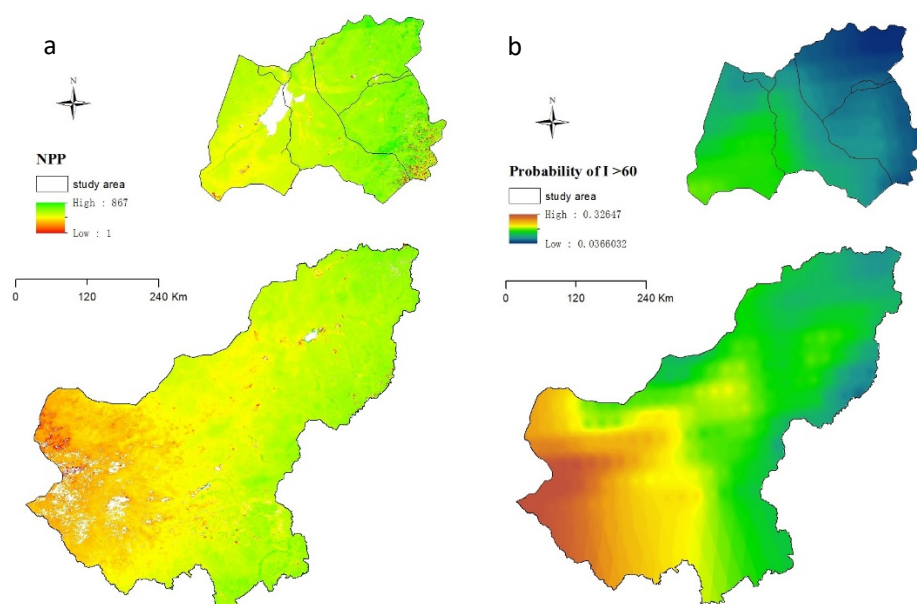 a
N
NPP
study area
High : 867
Low : 1
0 120 240 Km
b
N
Probability of I >60
study area
High : 0.32647
Low : 0.0366032
0 120 240 Km